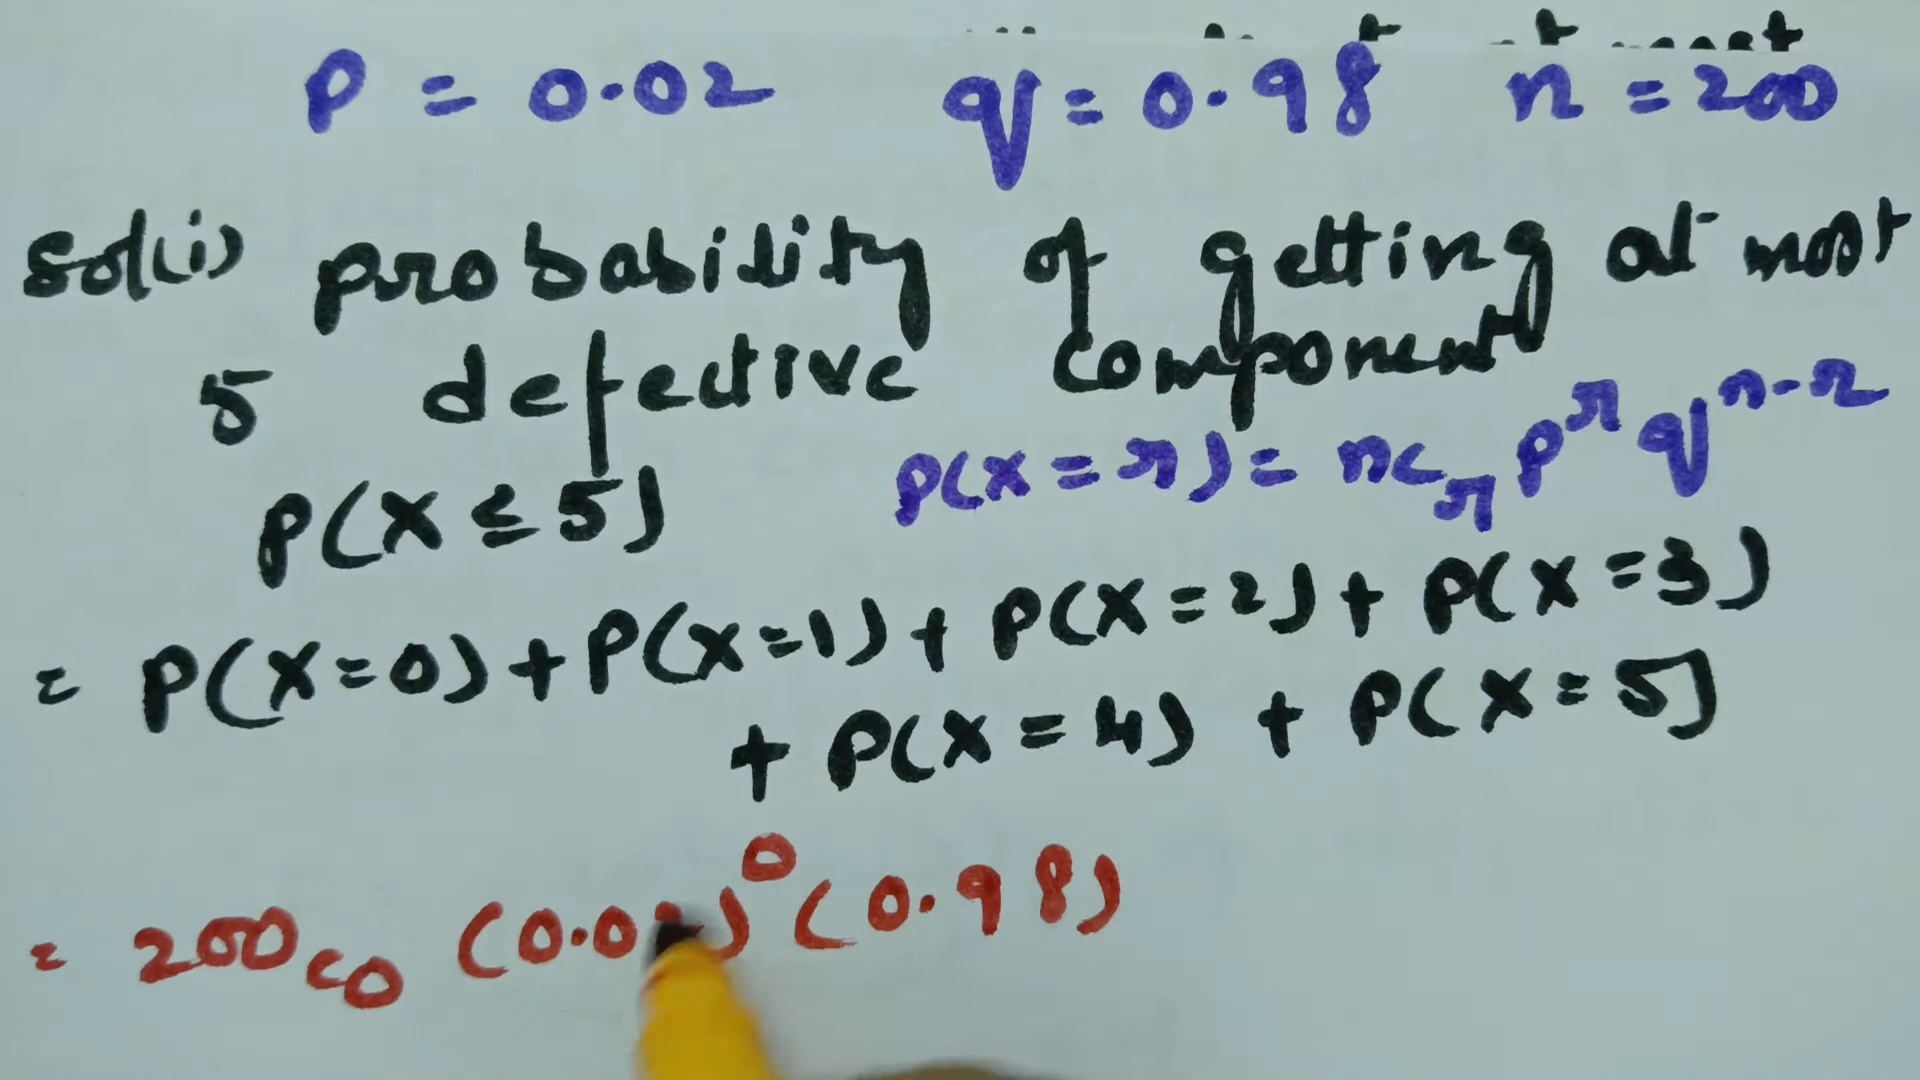 p = 0.02 q = 0.98 n = 200
Sol(i) probability of getting at most
5 defective component
p(x ≤ 5) p(x = r) = nCr p^r q^n-r
= p(x=0) + p(x=1) + p(x=2) + p(x=3)
+ p(x=4) + p(x=5)
= 200C0 (0.02)^0 (0.98)